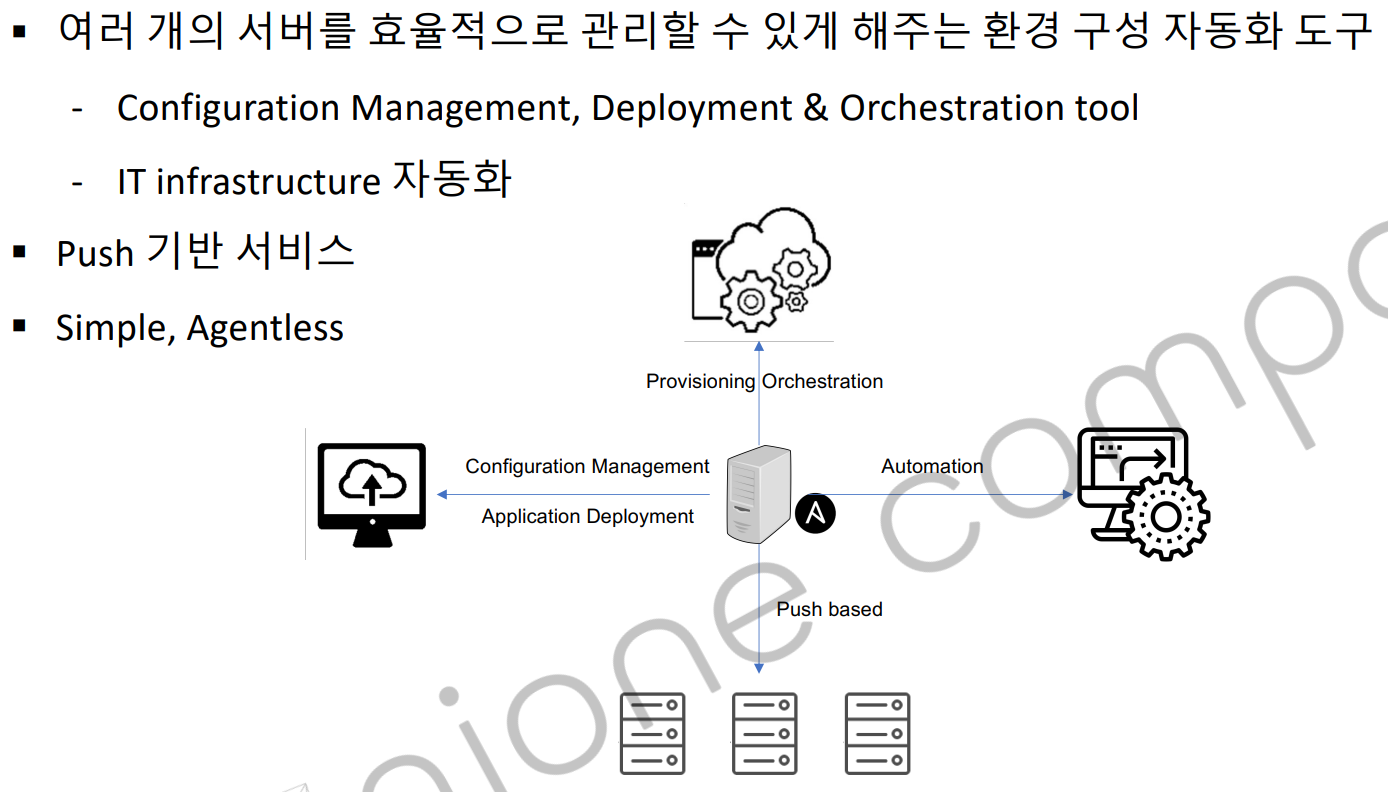 ▪ 여러 개의 서버를 효율적으로 관리할 수 있게 해주는 환경 구성 자동화 도구
- Configuration Management, Deployment & Orchestration tool
- IT infrastructure 자동화
▪ Push 기반 서비스
▪ Simple, Agentless
Provisioning Orchestration
Configuration Management
Application Deployment
Automation
Push based